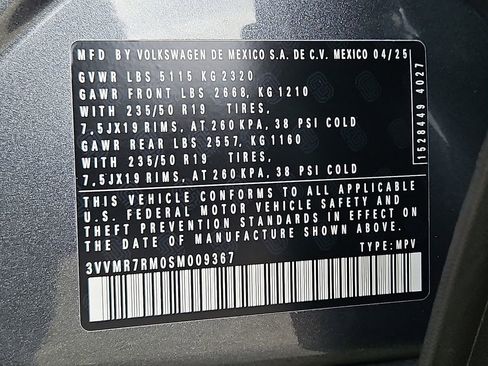 MFD BY VOLKSWAGEN DE MEXICO S.A. DE C.V. MEXICO 04/25
GVWR LBS 5115 KG 2320
GAWR FRONT LBS 2668, KG 1210
WITH 235/50 R19 TIRES,
7,5JX19 RIMS, AT 260 KPA, 38 PSI COLD
GAWR REAR LBS 2557, KG 1160
WITH 235/50 R19 TIRES,
7,5JX19 RIMS, AT 260 KPA, 38 PSI COLD
THIS VEHICLE CONFORMS TO ALL APPLICABLE
U.S. FEDERAL MOTOR VEHICLE SAFETY AND
THEFT PREVENTION STANDARDS IN EFFECT ON
THE DATE OF MANUFACTURE SHOWN ABOVE.
3VVMR7RM0SM009367 TYPE: MPV
1528449 4027